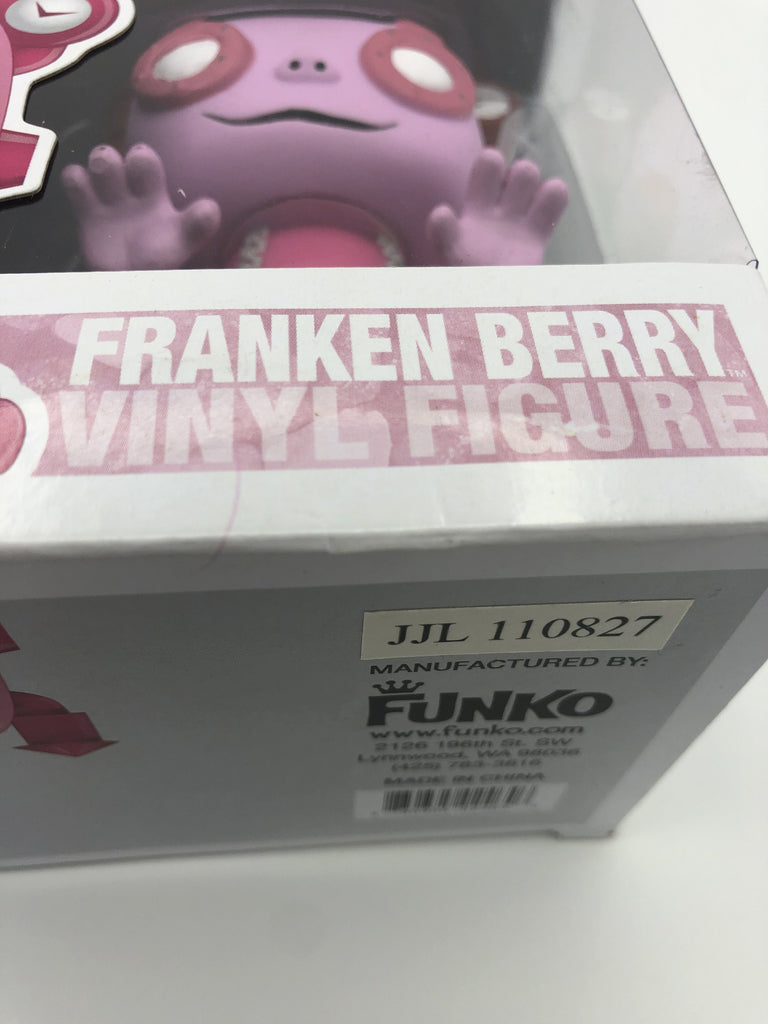 FRANKEN BERRY™
VINYL FIGURE
JJL 110827
MANUFACTURED BY:
FUNKO
www.funko.com
2126 196th St. SW
Lynnwood, WA 98036
(425) 783-3616
MADE IN CHINA